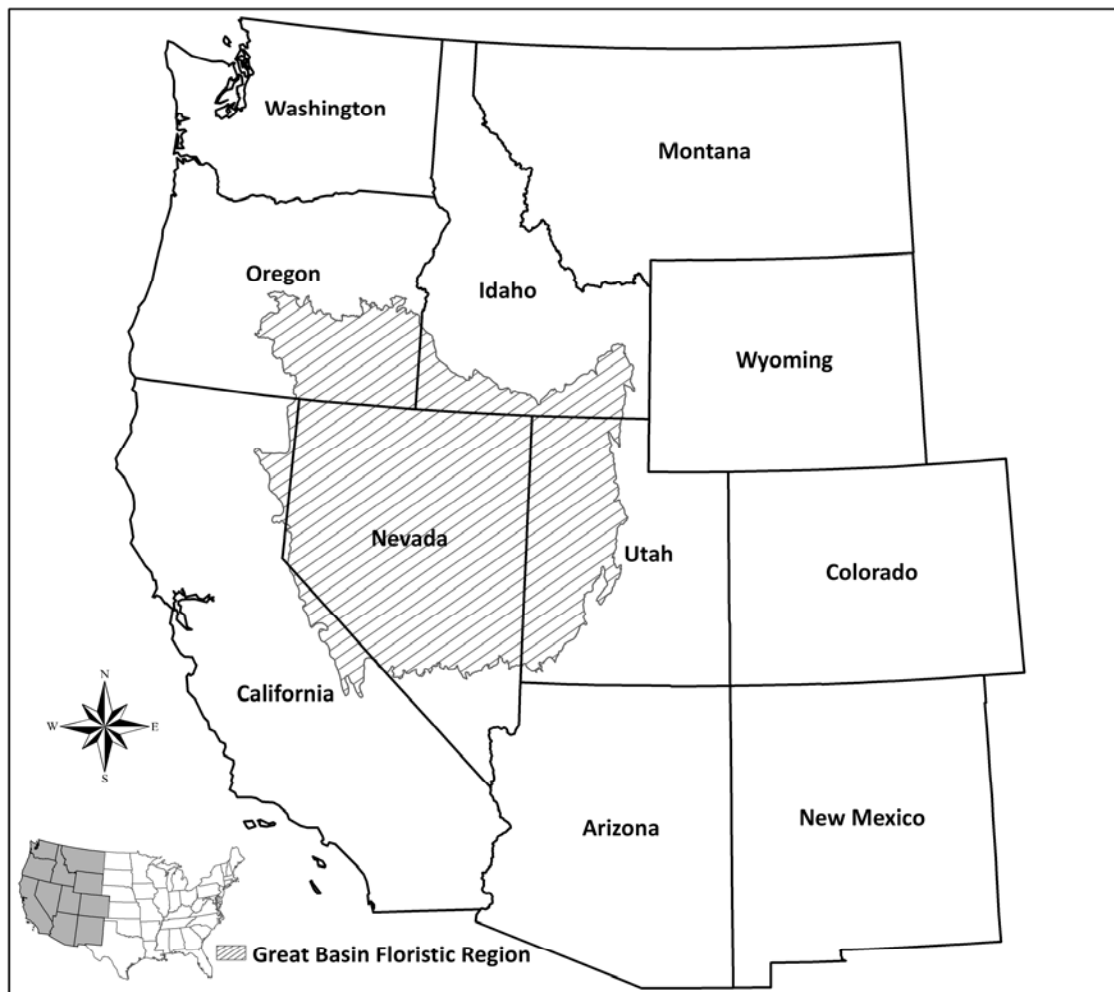 Washington
Montana
Oregon
Idaho
Wyoming
Nevada
Utah
Colorado
California
N
W
E
S
Arizona
New Mexico
Great Basin Floristic Region